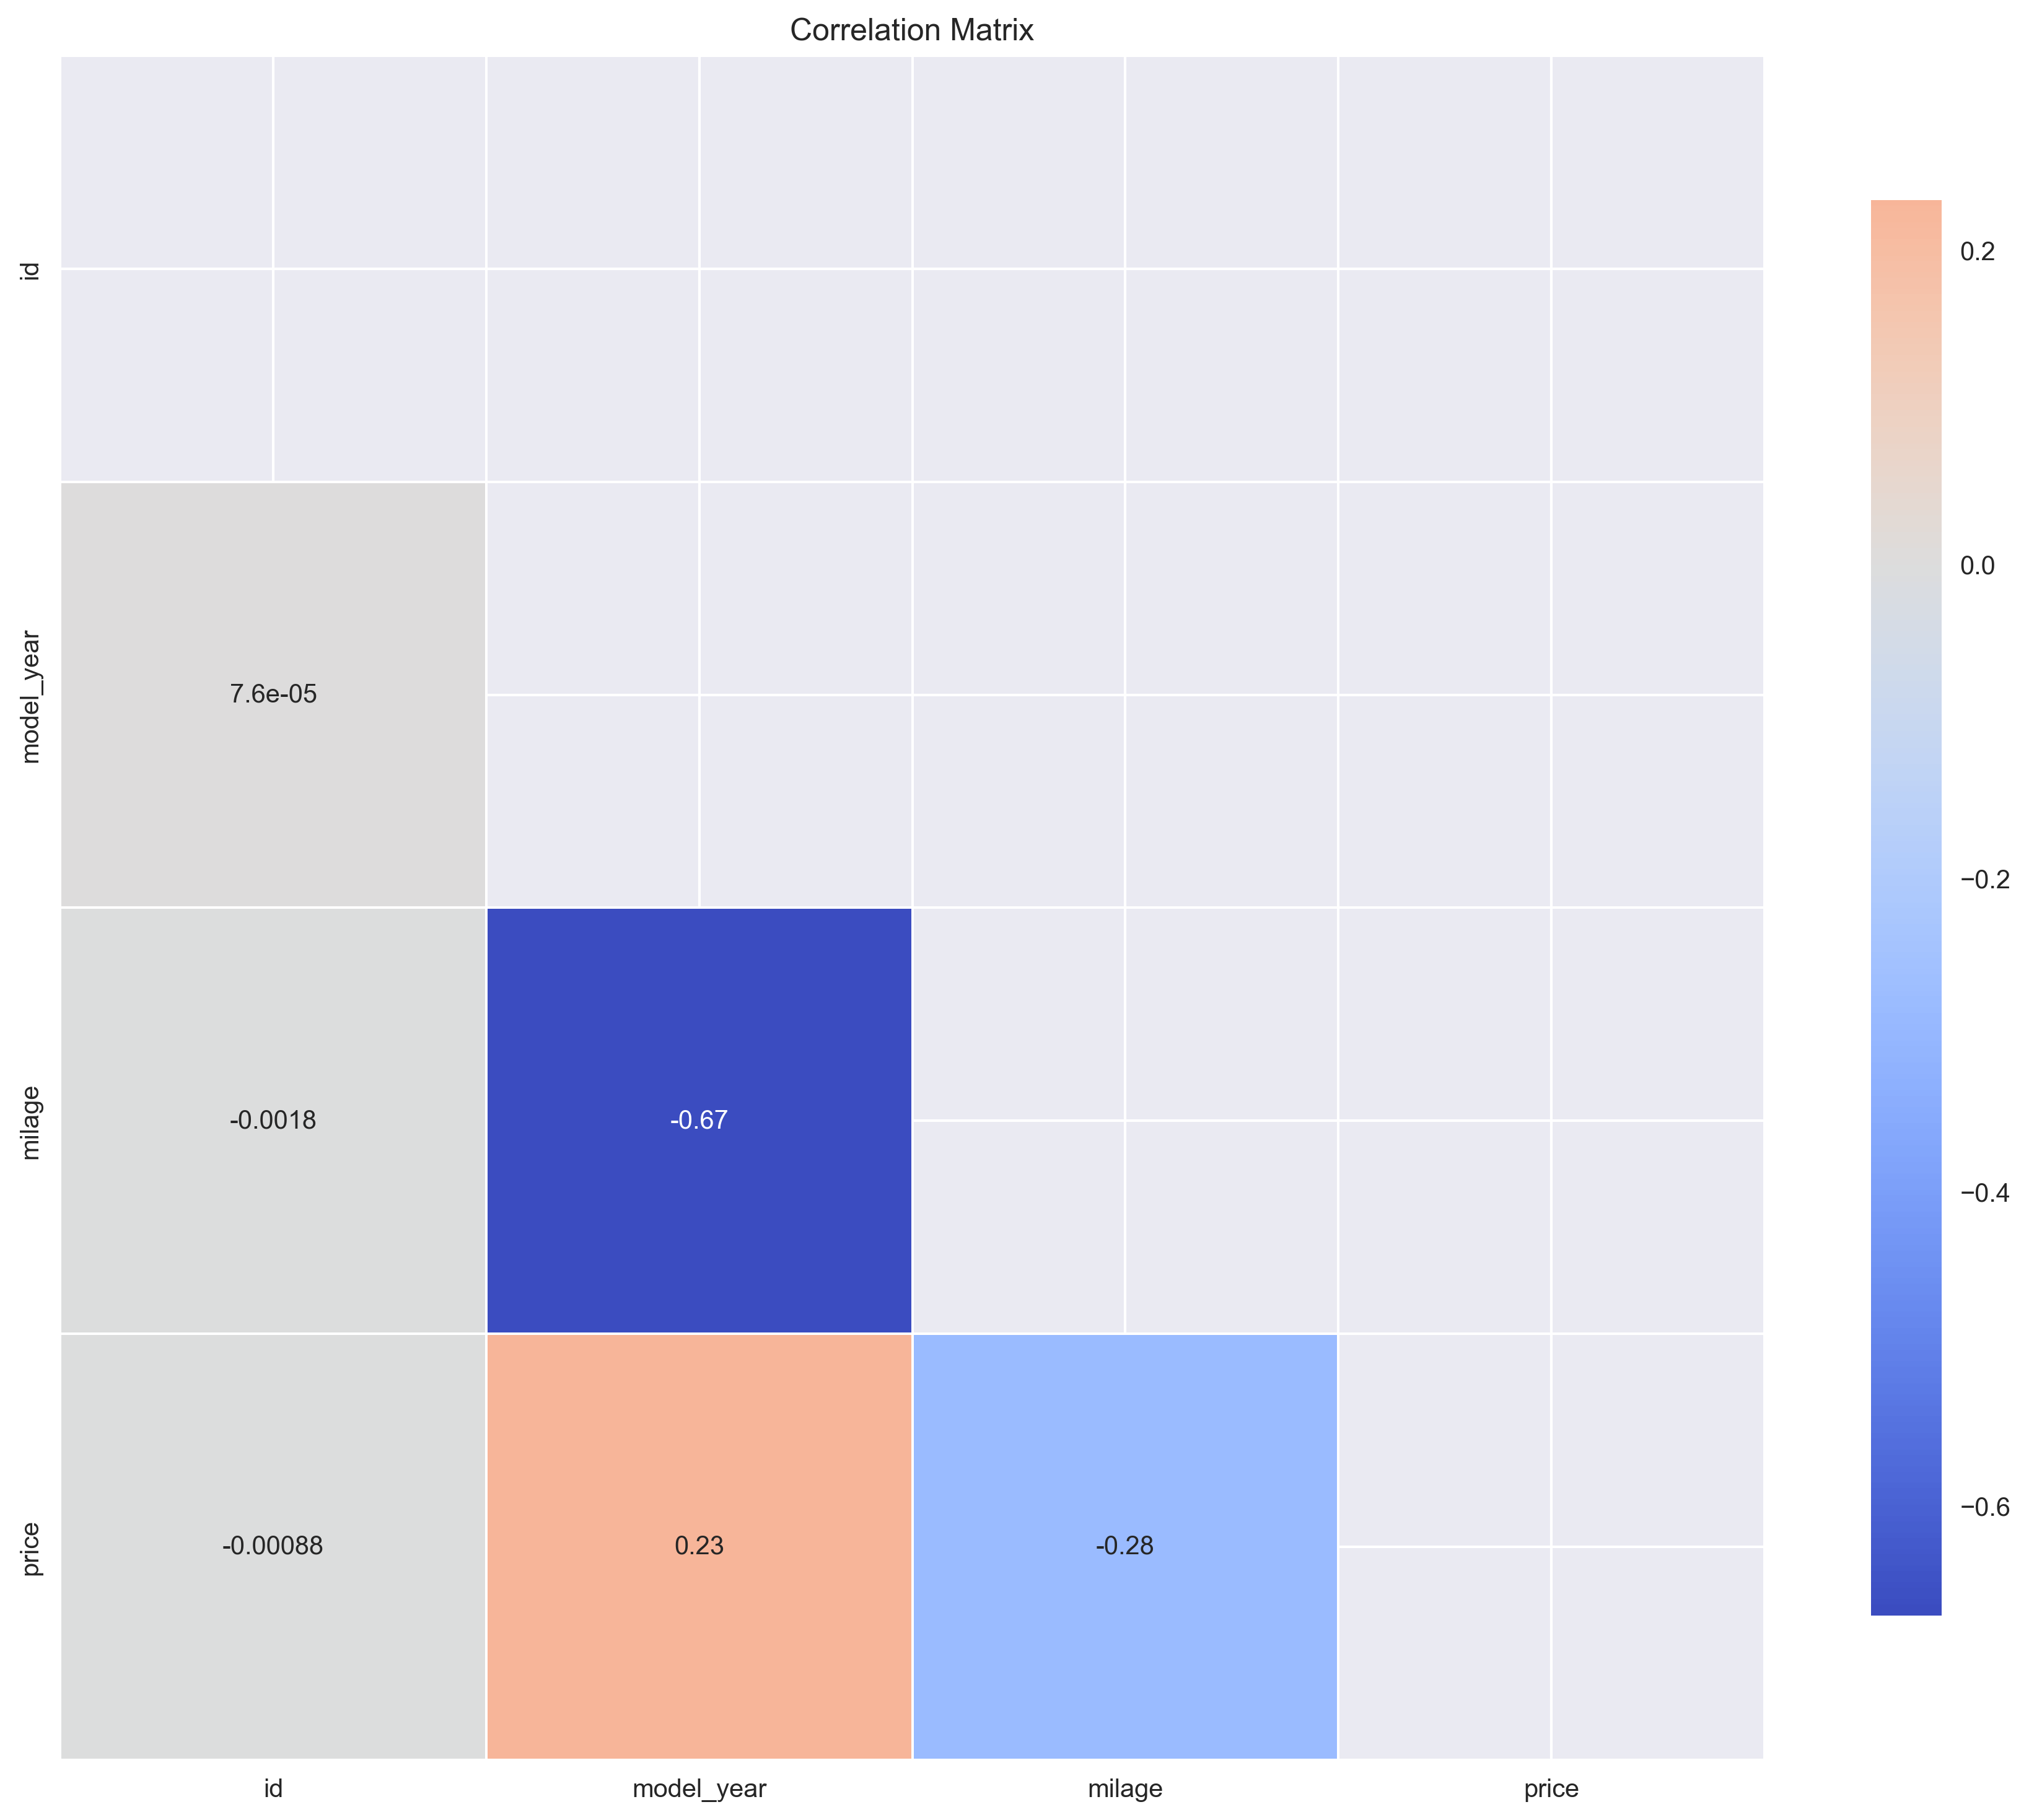 Correlation Matrix
id
model_year
7.6e-05
milage
-0.0018 -0.67
price
-0.00088 0.23 -0.28
id model_year milage price
0.2
0.0
−0.2
−0.4
−0.6